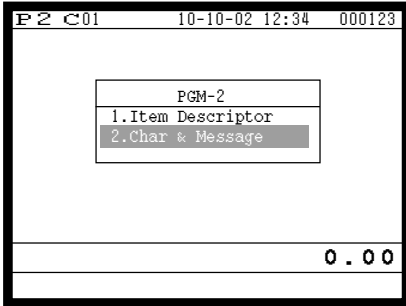 P2 C01 10-10-02 12:34 000123
PGM-2
1.Item Descriptor
2.Char & Message
0.00